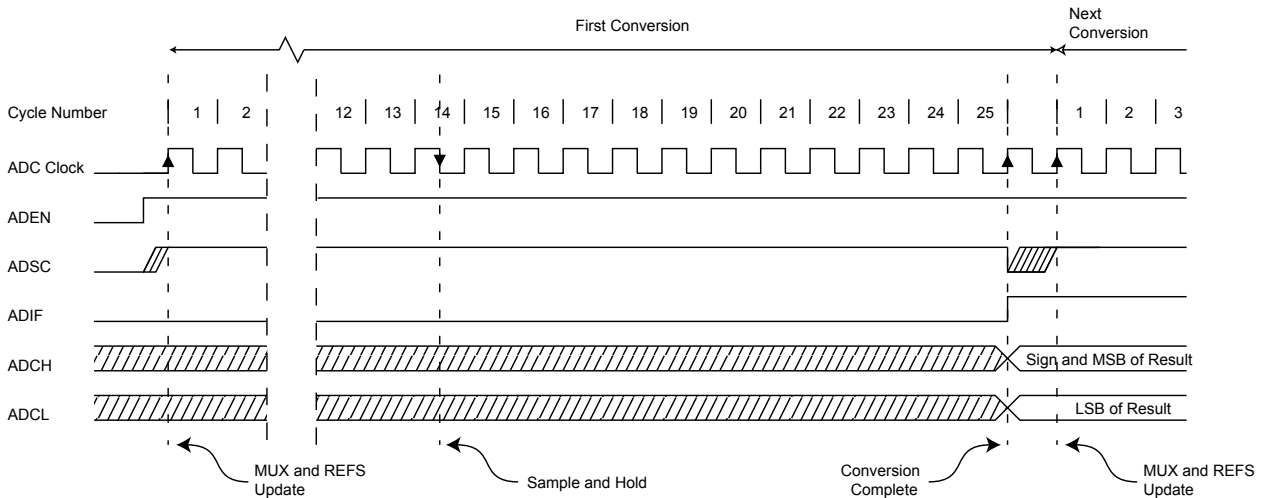 First Conversion
Next
Conversion
Cycle Number 1 2 12 13 14 15 16 17 18 19 20 21 22 23 24 25 1 2 3
ADC Clock
ADEN
ADSC
ADIF
ADCH Sign and MSB of Result
ADCL LSB of Result
MUX and REFS
Update
Sample and Hold
Conversion
Complete
MUX and REFS
Update